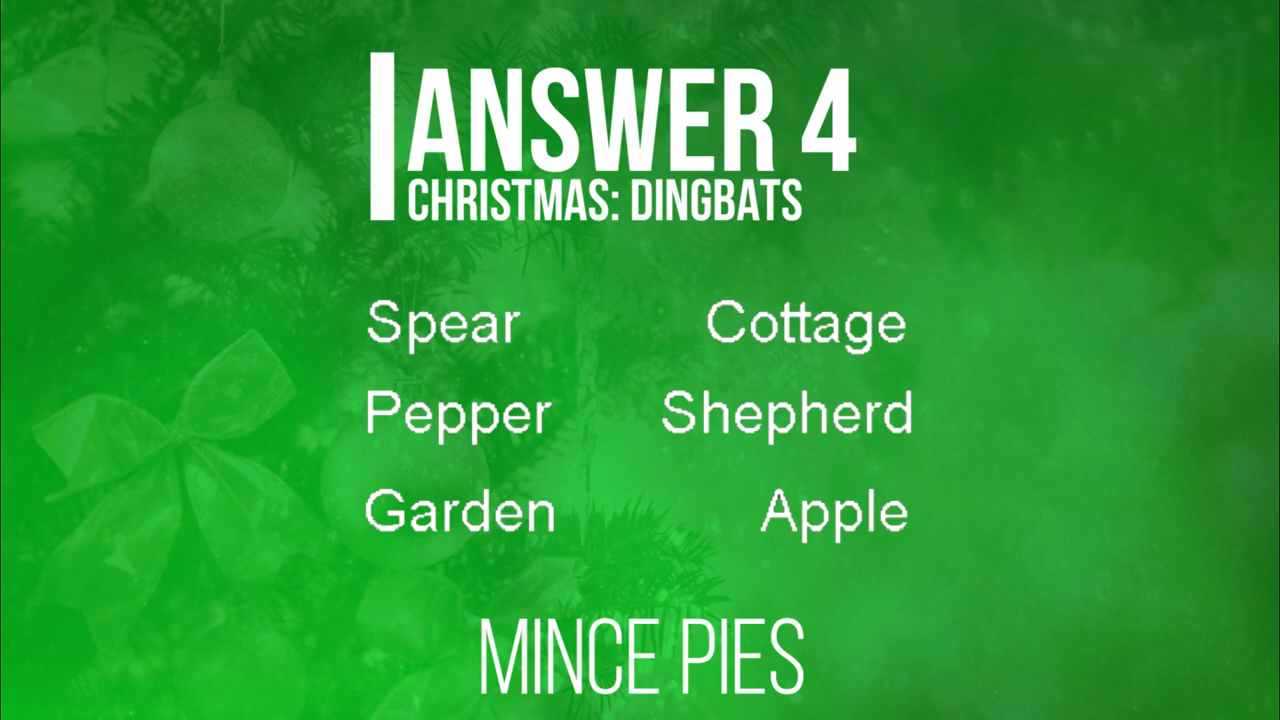 ANSWER 4
CHRISTMAS: DINGBATS
Spear Cottage
Pepper Shepherd
Garden Apple
MINCE PIES